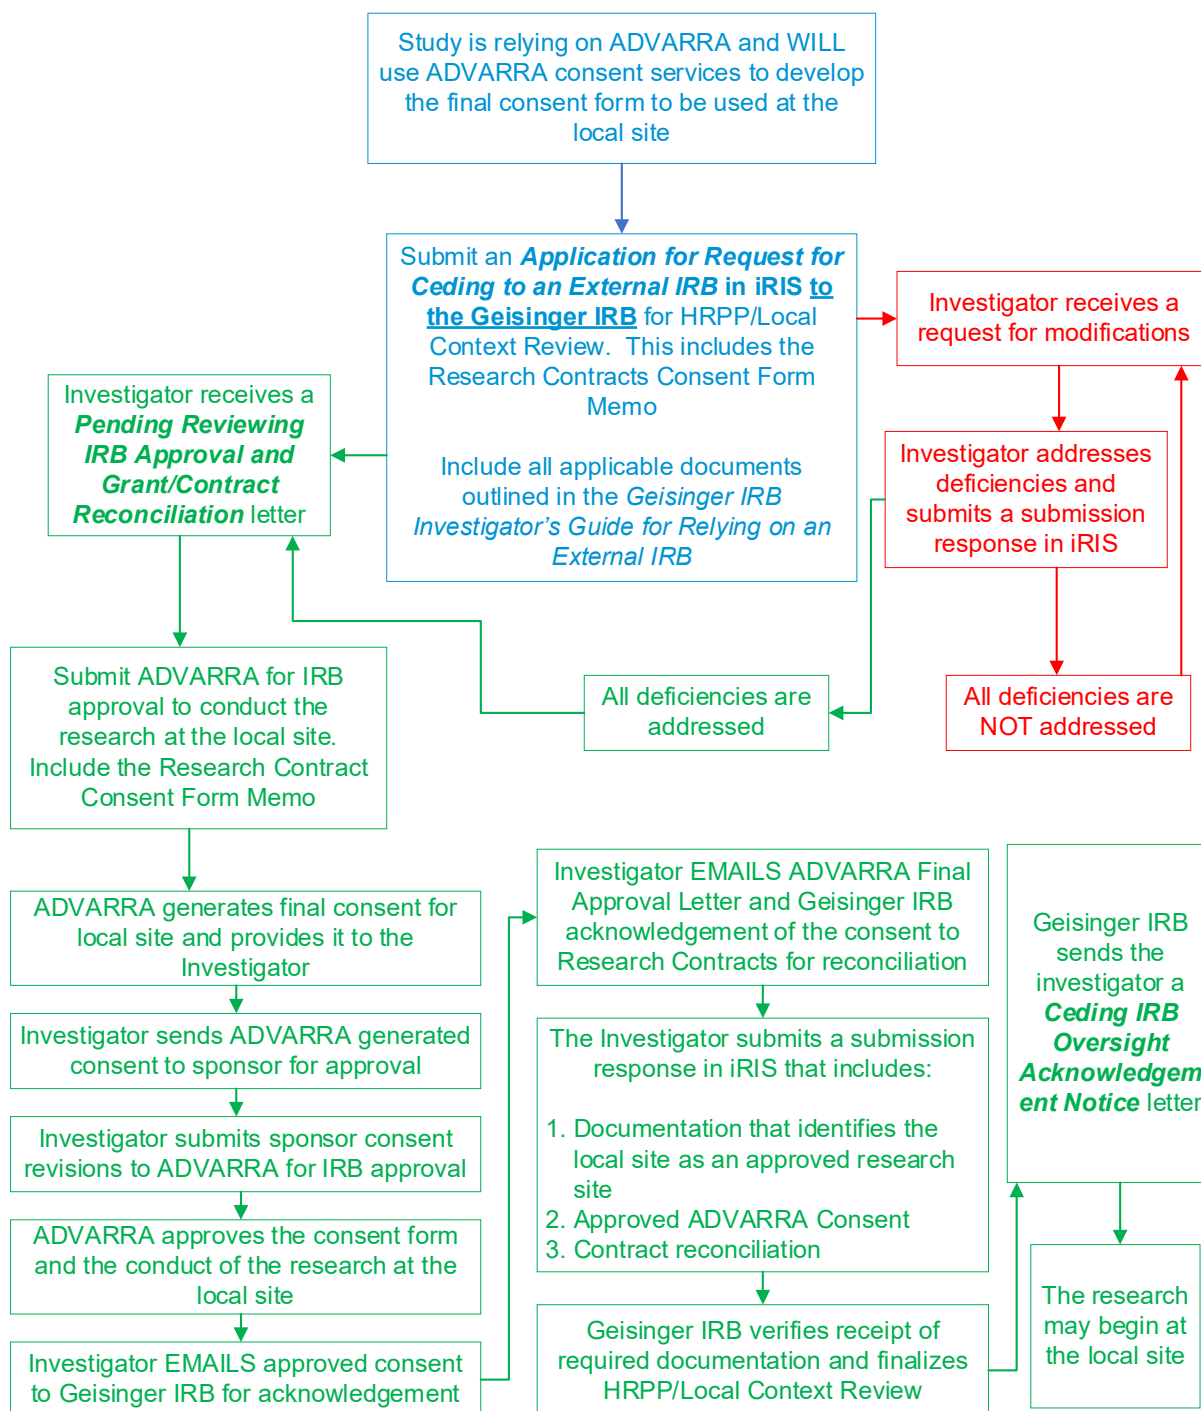 Study is relying on ADVARRA and WILL
use ADVARRA consent services to develop
the final consent form to be used at the
local site
Submit an Application for Request for
Ceding to an External IRB in iRIS to
the Geisinger IRB for HRPP/Local
Context Review.  This includes the
Research Contracts Consent Form
Memo
Include all applicable documents
outlined in the Geisinger IRB
Investigator’s Guide for Relying on an
External IRB
Investigator receives a
request for modifications
Investigator addresses
deficiencies and
submits a submission
response in iRIS
All deficiencies are
NOT addressed
All deficiencies are
addressed
Investigator receives a
Pending Reviewing
IRB Approval and
Grant/Contract
Reconciliation letter
Submit ADVARRA for IRB
approval to conduct the
research at the local site.
Include the Research Contract
Consent Form Memo
ADVARRA generates final consent for
local site and provides it to the
Investigator
Investigator sends ADVARRA generated
consent to sponsor for approval
Investigator submits sponsor consent
revisions to ADVARRA for IRB approval
ADVARRA approves the consent form
and the conduct of the research at the
local site
Investigator EMAILS approved consent
to Geisinger IRB for acknowledgement
Investigator EMAILS ADVARRA Final
Approval Letter and Geisinger IRB
acknowledgement of the consent to
Research Contracts for reconciliation
The Investigator submits a submission
response in iRIS that includes:
1. Documentation that identifies the
local site as an approved research
site
2. Approved ADVARRA Consent
3. Contract reconciliation
Geisinger IRB verifies receipt of
required documentation and finalizes
HRPP/Local Context Review
Geisinger IRB
sends the
investigator a
Ceding IRB
Oversight
Acknowledgem
ent Notice letter
The research
may begin at
the local site